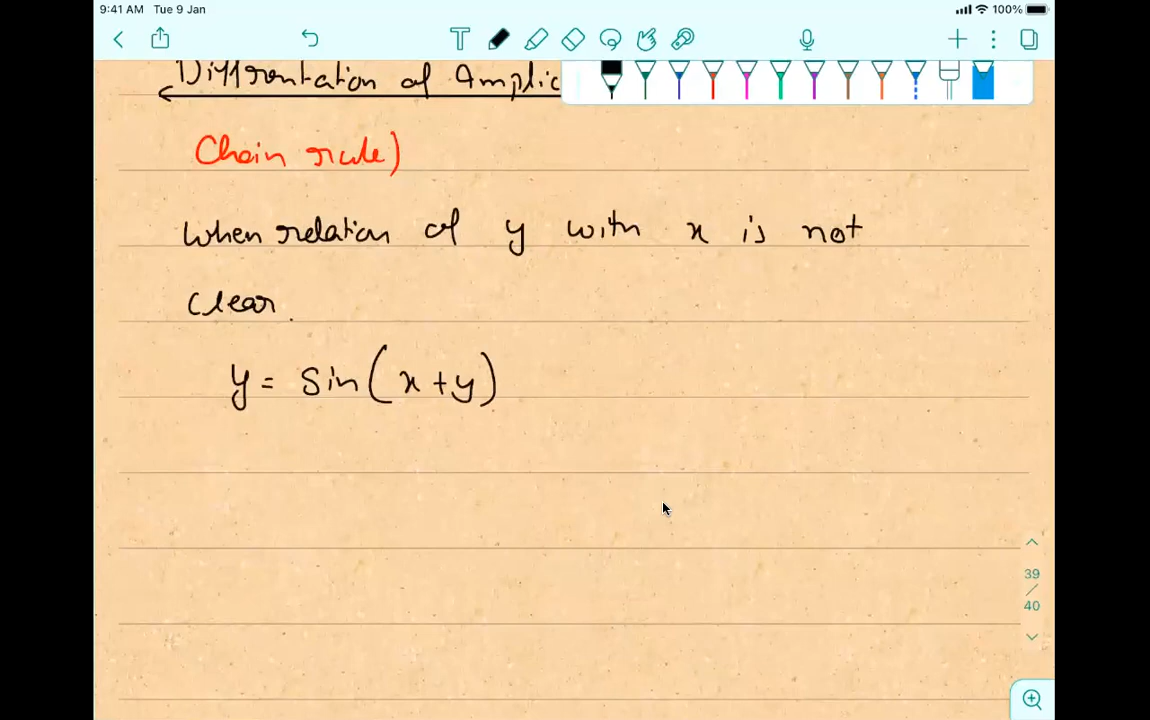 9:41 AM Tue 9 Jan
100%
Differentation of Amplic
Chain rule)
When relation of y with x is not
Clear.
y = Sin(x+y)
39
/
40